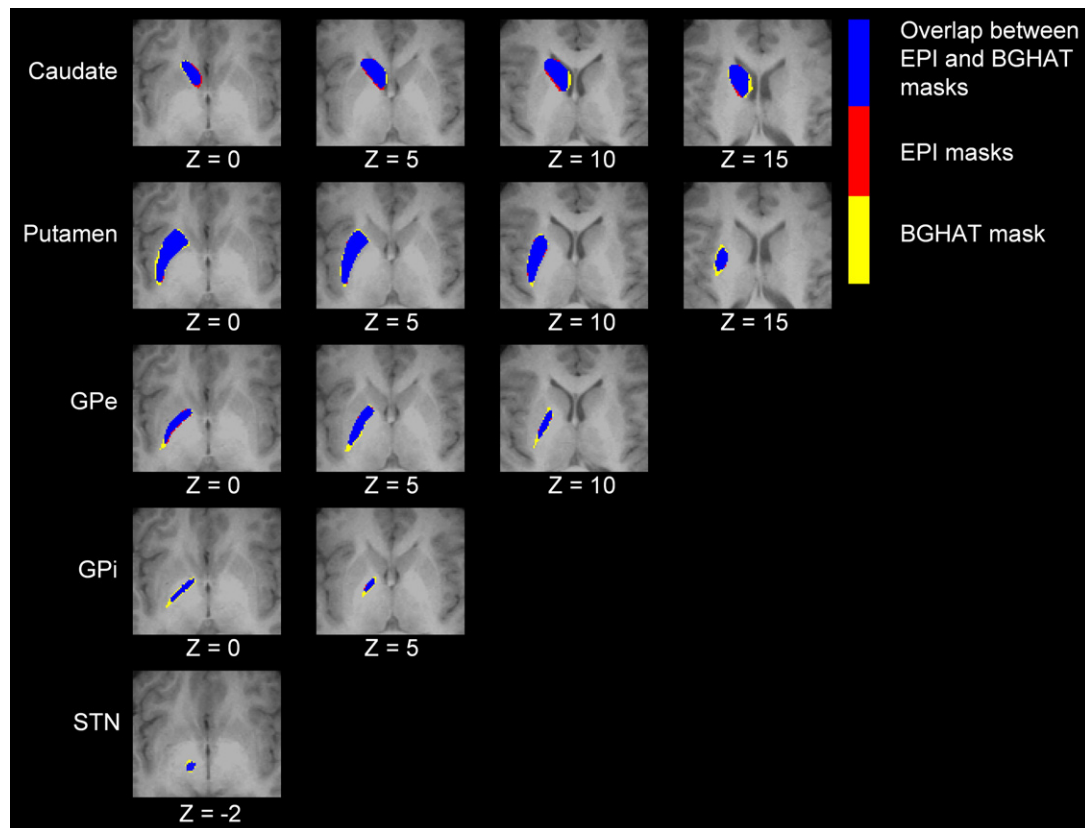 Caudate
Z = 0
Z = 5
Z = 10
Z = 15
Putamen
Z = 0
Z = 5
Z = 10
Z = 15
GPe
Z = 0
Z = 5
Z = 10
GPi
Z = 0
Z = 5
STN
Z = -2
Overlap between
EPI and BGHAT
masks
EPI masks
BGHAT mask